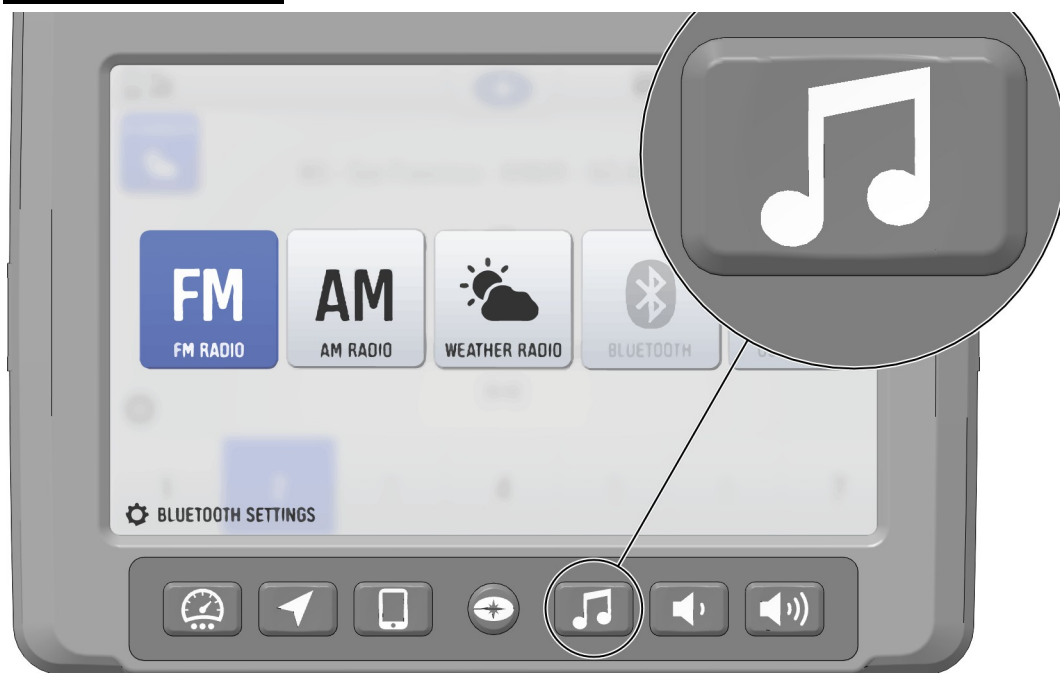 FM
FM RADIO
AM
AM RADIO
WEATHER RADIO
BLUETOOTH
BLUETOOTH SETTINGS